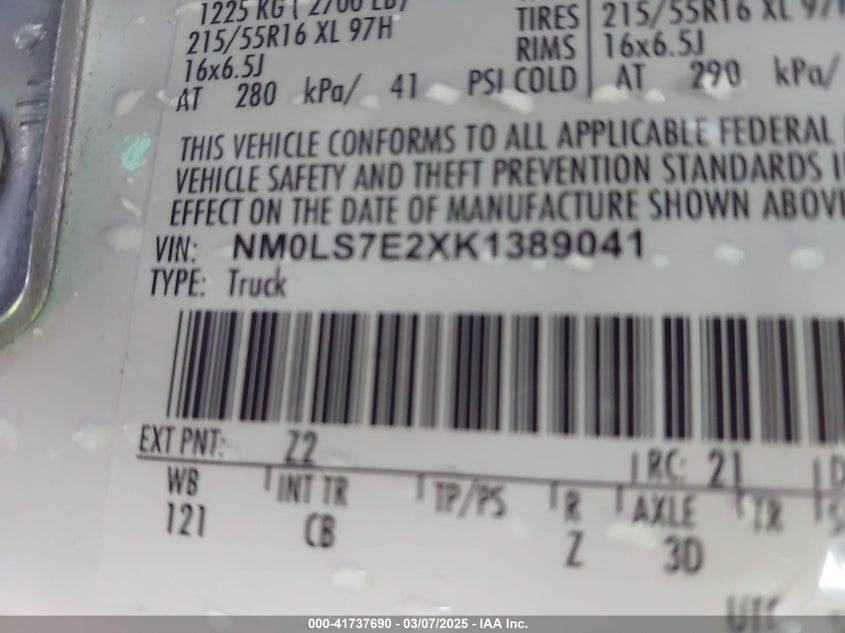 1225 KG ( 2700 LB)
215/55R16 XL 97H
16x6.5J
AT 280 kPa/ 41 PSI COLD
TIRES 215/55R16 XL 97H
RIMS 16x6.5J
AT 290 kPa/
THIS VEHICLE CONFORMS TO ALL APPLICABLE FEDERAL
VEHICLE SAFETY AND THEFT PREVENTION STANDARDS
EFFECT ON THE DATE OF MANUFACTURE SHOWN ABOVE
VIN: NM0LS7E2XK1389041
TYPE: Truck
EXT PNT: Z2 RC: 21
WB INT TR TP/PS R AXLE TR
121 CB Z 3D
UTC
000-41737690 - 03/07/2025 - IAA Inc.